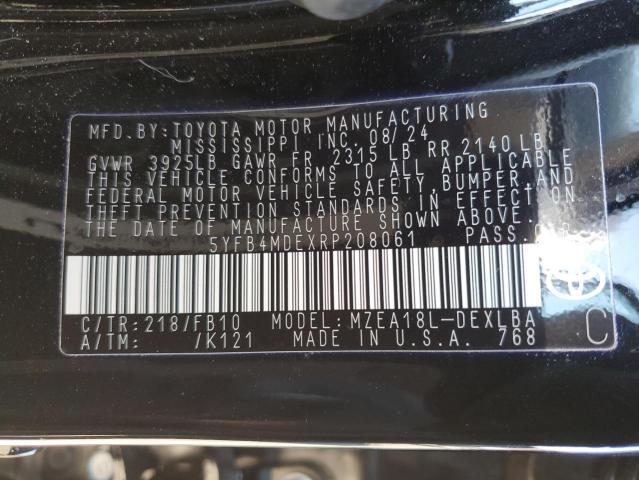 MFD. BY: TOYOTA MOTOR MANUFACTURING
MISSISSIPPI INC. 08/24
GVWR 3925LB GAWR FR 2315 LB RR 2140 LB
THIS VEHICLE CONFORMS TO ALL APPLICABLE
FEDERAL MOTOR VEHICLE SAFETY, BUMPER, AND
THEFT PREVENTION STANDARDS IN EFFECT ON
THE DATE OF MANUFACTURE SHOWN ABOVE.
5YFB4MDEXRP208061 PASS. CAR
C/TR: 218/FB10 MODEL: MZEA18L-DEXLBA
A/TM: /K121 MADE IN U.S.A. 768
C